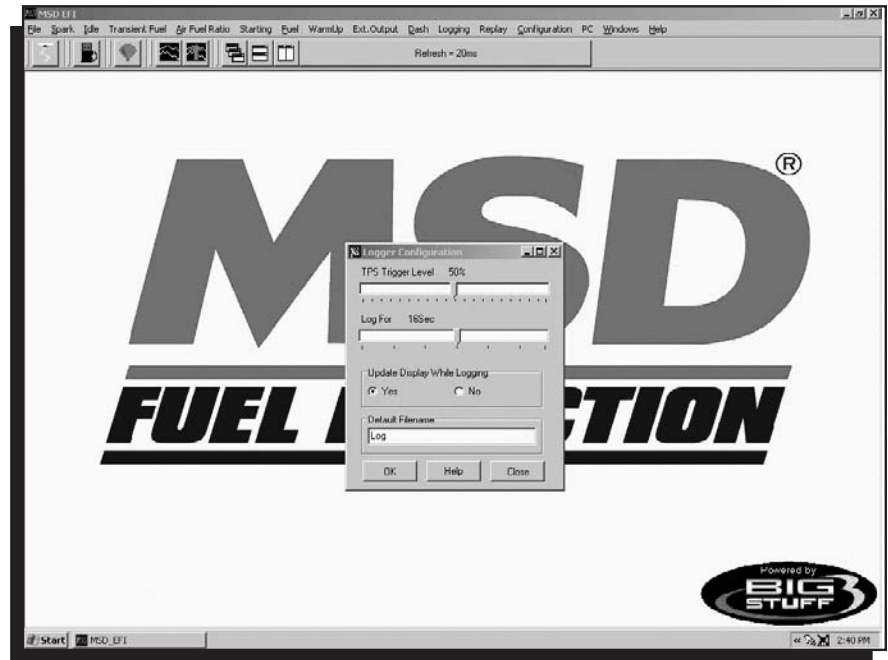 MSD EFI
File Spark Idle Transient Fuel Air Fuel Ratio Starting Fuel WarmUp Ext.Output Dash Logging Replay Configuration PC Windows Help
Refresh = 20ms
MSD®
Logger Configuration
TPS Trigger Level 50%
Log For 16Sec
Update Display While Logging
Yes No
Default Filename
Log
OK Help Close
FUEL
TION
Powered by
BIG
STUFF
3
Start MSD_EFI « 2:40 PM